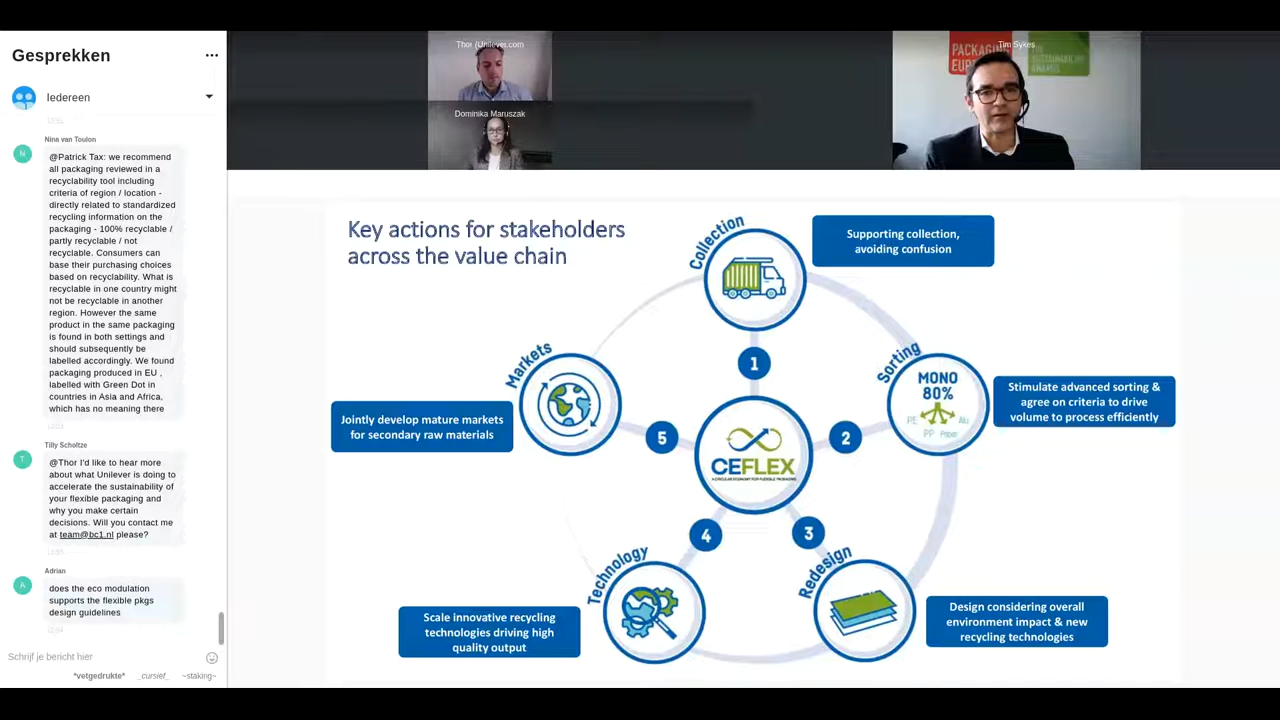 Gesprekken
Iedereen
Nina van Toulon
N
@Patrick Tax: we recommend
all packaging reviewed in a
recyclability tool including
criteria of region / location -
directly related to standardized
recycling information on the
packaging - 100% recyclable /
partly recyclable / not
recyclable. Consumers can
base their purchasing choices
based on recyclability. What is
recyclable in one country might
not be recyclable in another
region. However the same
product in the same packaging
is found in both settings and
should subsequently be
labelled accordingly. We found
packaging produced in EU ,
labelled with Green Dot in
countries in Asia and Africa,
which has no meaning there
Tilly Scholtze
T
@Thor I'd like to hear more
about what Unilever is doing to
accelerate the sustainability of
your flexible packaging and
why you make certain
decisions. Will you contact me
at team@bc1.nl please?
Adrian
A
does the eco modulation
supports the flexible pkgs
design guidelines
Schrijf je bericht hier
*vetgedrukte* _cursief_ ~staking~
Dominika Maruszak
Tim Sykes
PACKAGING
Key actions for stakeholders
across the value chain
Collection
Supporting collection,
avoiding confusion
1
Sorting
MONO
80%
PE Alu
PP Paper
Stimulate advanced sorting &
agree on criteria to drive
volume to process efficiently
2
Markets
Jointly develop mature markets
for secondary raw materials
5
CEFLEX
A CIRCULAR ECONOMY FOR FLEXIBLE PACKAGING
4
3
Technology
Scale innovative recycling
technologies driving high
quality output
Redesign
Design considering overall
environment impact & new
recycling technologies